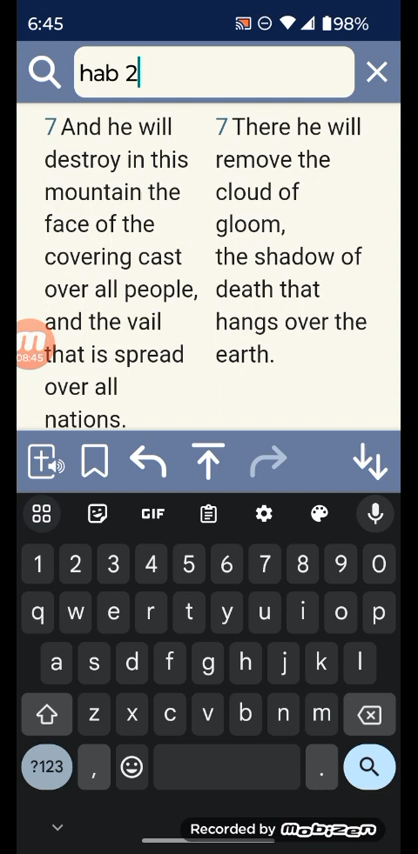 6:45
98%
hab 2
7 And he will
destroy in this
mountain the
face of the
covering cast
over all people,
and the vail
that is spread
over all
nations.
7 There he will
remove the
cloud of
gloom,
the shadow of
death that
hangs over the
earth.
08:45
GIF
1 2 3 4 5 6 7 8 9 0
q w e r t y u i o p
a s d f g h j k l
z x c v b n m
?123 , .
Recorded by mobizen